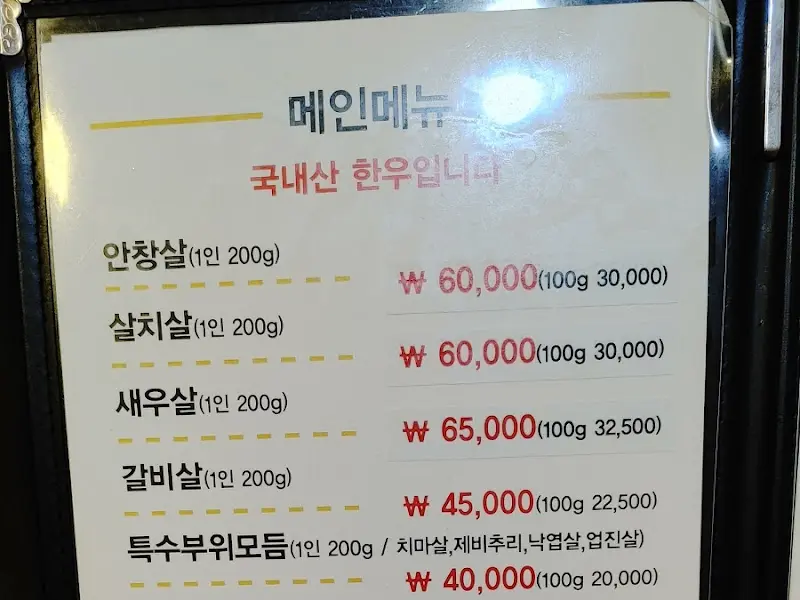 메인메뉴
국내산 한우입니다
안창살(1인 200g)
₩ 60,000(100g 30,000)
살치살(1인 200g)
₩ 60,000(100g 30,000)
새우살(1인 200g)
₩ 65,000(100g 32,500)
갈비살(1인 200g)
₩ 45,000(100g 22,500)
특수부위모듬(1인 200g / 치마살,제비추리,낙엽살,업진살)
₩ 40,000(100g 20,000)